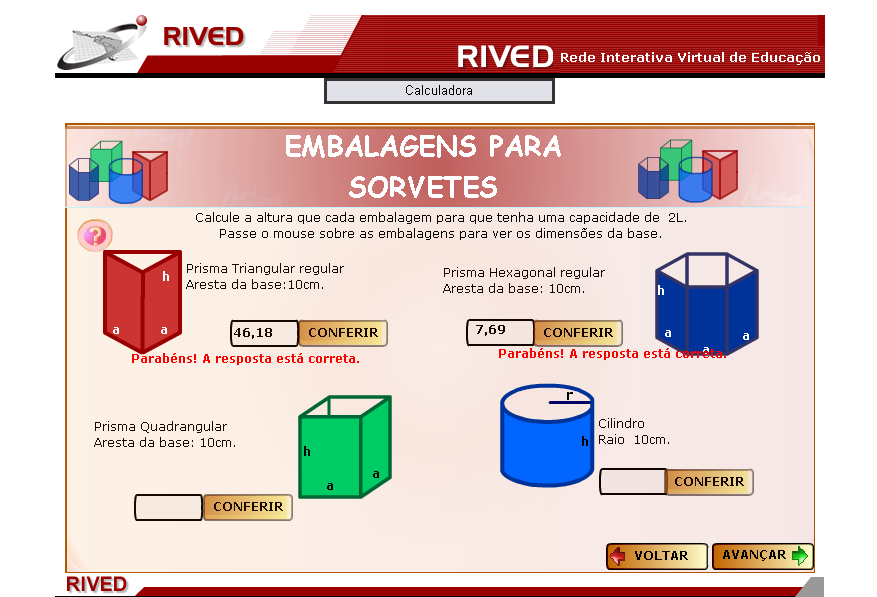 RIVED
RIVED Rede Interativa Virtual de Educação
Calculadora
EMBALAGENS PARA
SORVETES
Calcule a altura que cada embalagem para que tenha uma capacidade de 2L.
Passe o mouse sobre as embalagens para ver os dimensões da base.
?
h
a a
Prisma Triangular regular
Aresta da base:10cm.
46,18 CONFERIR
Parabéns! A resposta está correta.
Prisma Hexagonal regular
Aresta da base: 10cm.
7,69 CONFERIR
Parabéns! A resposta está correta.
h
a a a
Prisma Quadrangular
Aresta da base: 10cm.
h
a a
CONFERIR
r
h
Cilindro
Raio 10cm.
CONFERIR
VOLTAR
AVANÇAR
RIVED